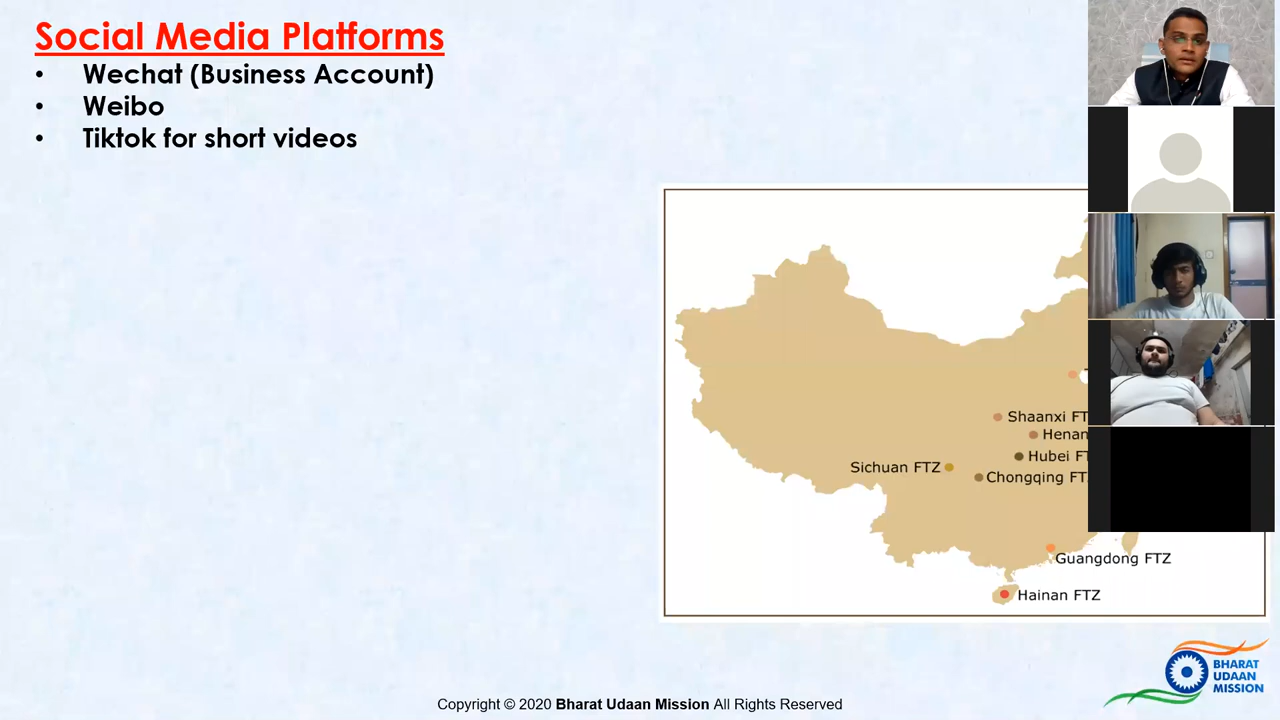 Social Media Platforms
• Wechat (Business Account)
• Weibo
• Tiktok for short videos
Shaanxi FT
Henan
Hubei FT
Sichuan FTZ
Chongqing FTZ
Guangdong FTZ
Hainan FTZ
BHARAT
UDAAN
MISSION
Copyright © 2020 Bharat Udaan Mission All Rights Reserved